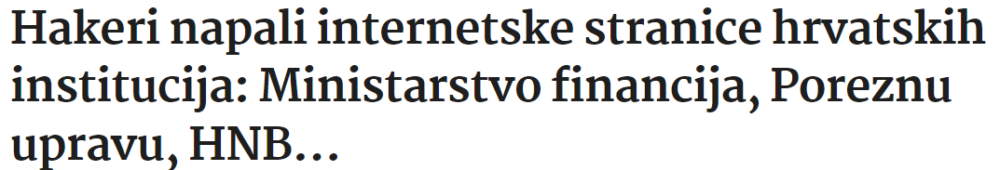 Hakeri napali internetske stranice hrvatskih
institucija: Ministarstvo financija, Poreznu
upravu, HNB...